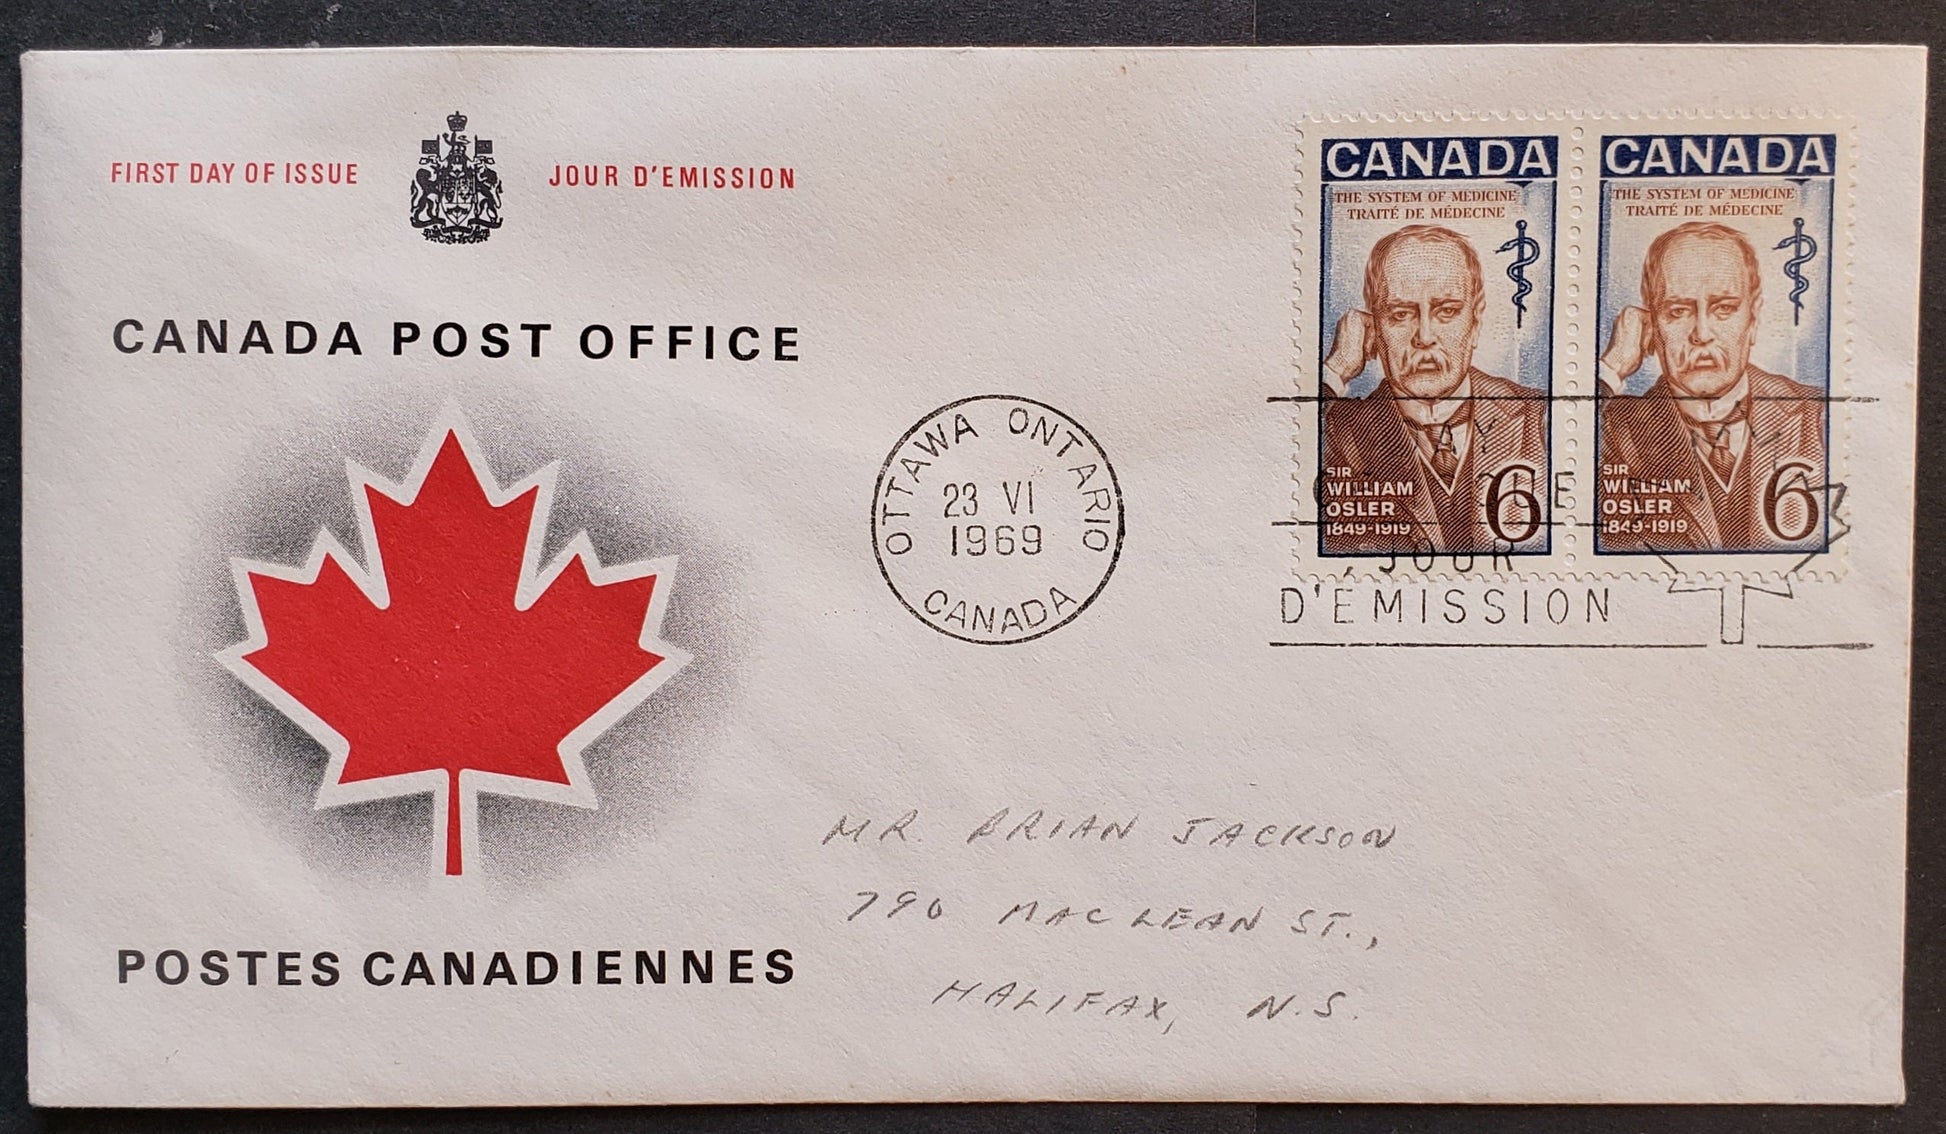 FIRST DAY OF ISSUE
JOUR D'EMISSION
CANADA POST OFFICE
POSTES CANADIENNES
OTTAWA ONTARIO
23 VI
1969
CANADA
CANADA
THE SYSTEM OF MEDICINE
TRAITÉ DE MÉDECINE
SIR
WILLIAM
OSLER
1849-1919
6
CANADA
THE SYSTEM OF MEDICINE
TRAITÉ DE MÉDECINE
SIR
WILLIAM
OSLER
1849-1919
6
JOUR
D'EMISSION
MR. BRIAN JACKSON
790 MACLEAN ST.,
HALIFAX, N.S.